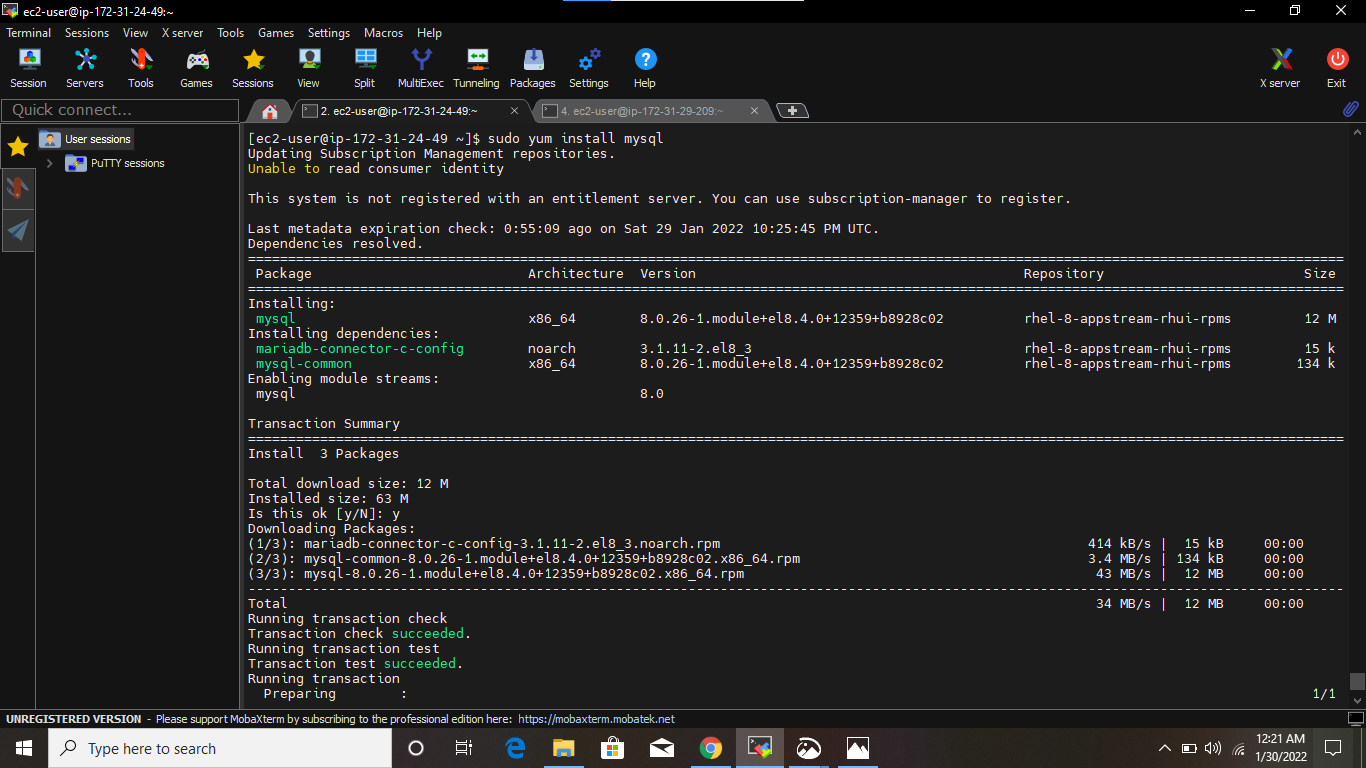 ec2-user@ip-172-31-24-49:~
Terminal Sessions View X server Tools Games Settings Macros Help
Session Servers Tools Games Sessions View Split MultiExec Tunneling Packages Settings Help X server Exit
Quick connect... 2. ec2-user@ip-172-31-24-49:~ 4. ec2-user@ip-172-31-29-209:~
User sessions
PuTTY sessions
[ec2-user@ip-172-31-24-49 ~]$ sudo yum install mysql
Updating Subscription Management repositories.
Unable to read consumer identity
This system is not registered with an entitlement server. You can use subscription-manager to register.
Last metadata expiration check: 0:55:09 ago on Sat 29 Jan 2022 10:25:45 PM UTC.
Dependencies resolved.
================================================================================
Package Architecture Version Repository Size
================================================================================
Installing:
mysql x86_64 8.0.26-1.module+el8.4.0+12359+b8928c02 rhel-8-appstream-rhui-rpms 12 M
Installing dependencies:
mariadb-connector-c-config noarch 3.1.11-2.el8_3 rhel-8-appstream-rhui-rpms 15 k
mysql-common x86_64 8.0.26-1.module+el8.4.0+12359+b8928c02 rhel-8-appstream-rhui-rpms 134 k
Enabling module streams:
mysql 8.0
Transaction Summary
================================================================================
Install 3 Packages
Total download size: 12 M
Installed size: 63 M
Is this ok [y/N]: y
Downloading Packages:
(1/3): mariadb-connector-c-config-3.1.11-2.el8_3.noarch.rpm 414 kB/s | 15 kB 00:00
(2/3): mysql-common-8.0.26-1.module+el8.4.0+12359+b8928c02.x86_64.rpm 3.4 MB/s | 134 kB 00:00
(3/3): mysql-8.0.26-1.module+el8.4.0+12359+b8928c02.x86_64.rpm 43 MB/s | 12 MB 00:00
--------------------------------------------------------------------------------
Total 34 MB/s | 12 MB 00:00
Running transaction check
Transaction check succeeded.
Running transaction test
Transaction test succeeded.
Running transaction
Preparing : 1/1
UNREGISTERED VERSION - Please support MobaXterm by subscribing to the professional edition here: https://mobaxterm.mobatek.net
Type here to search
12:21 AM
1/30/2022